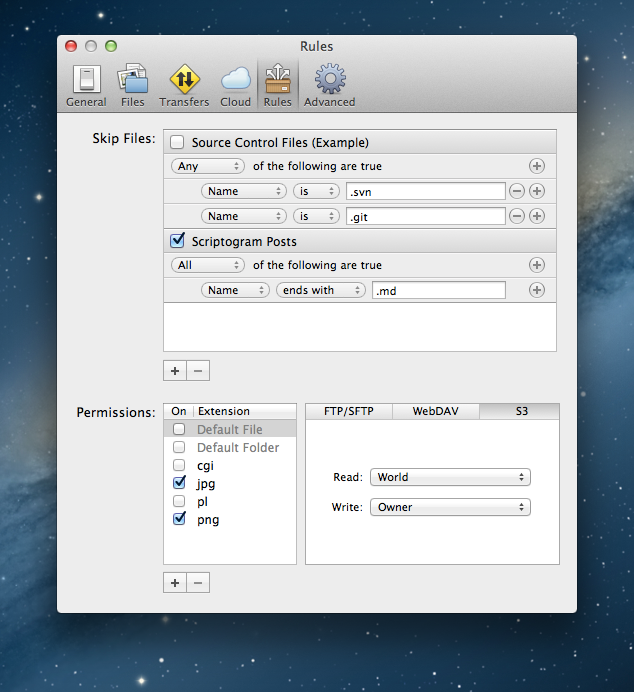 Rules
General Files Transfers Cloud Rules Advanced
Skip Files:
Source Control Files (Example)
Any of the following are true
Name is .svn
Name is .git
Scriptogram Posts
All of the following are true
Name ends with .md
Permissions:
On Extension
Default File
Default Folder
cgi
jpg
pl
png
FTP/SFTP WebDAV S3
Read: World
Write: Owner